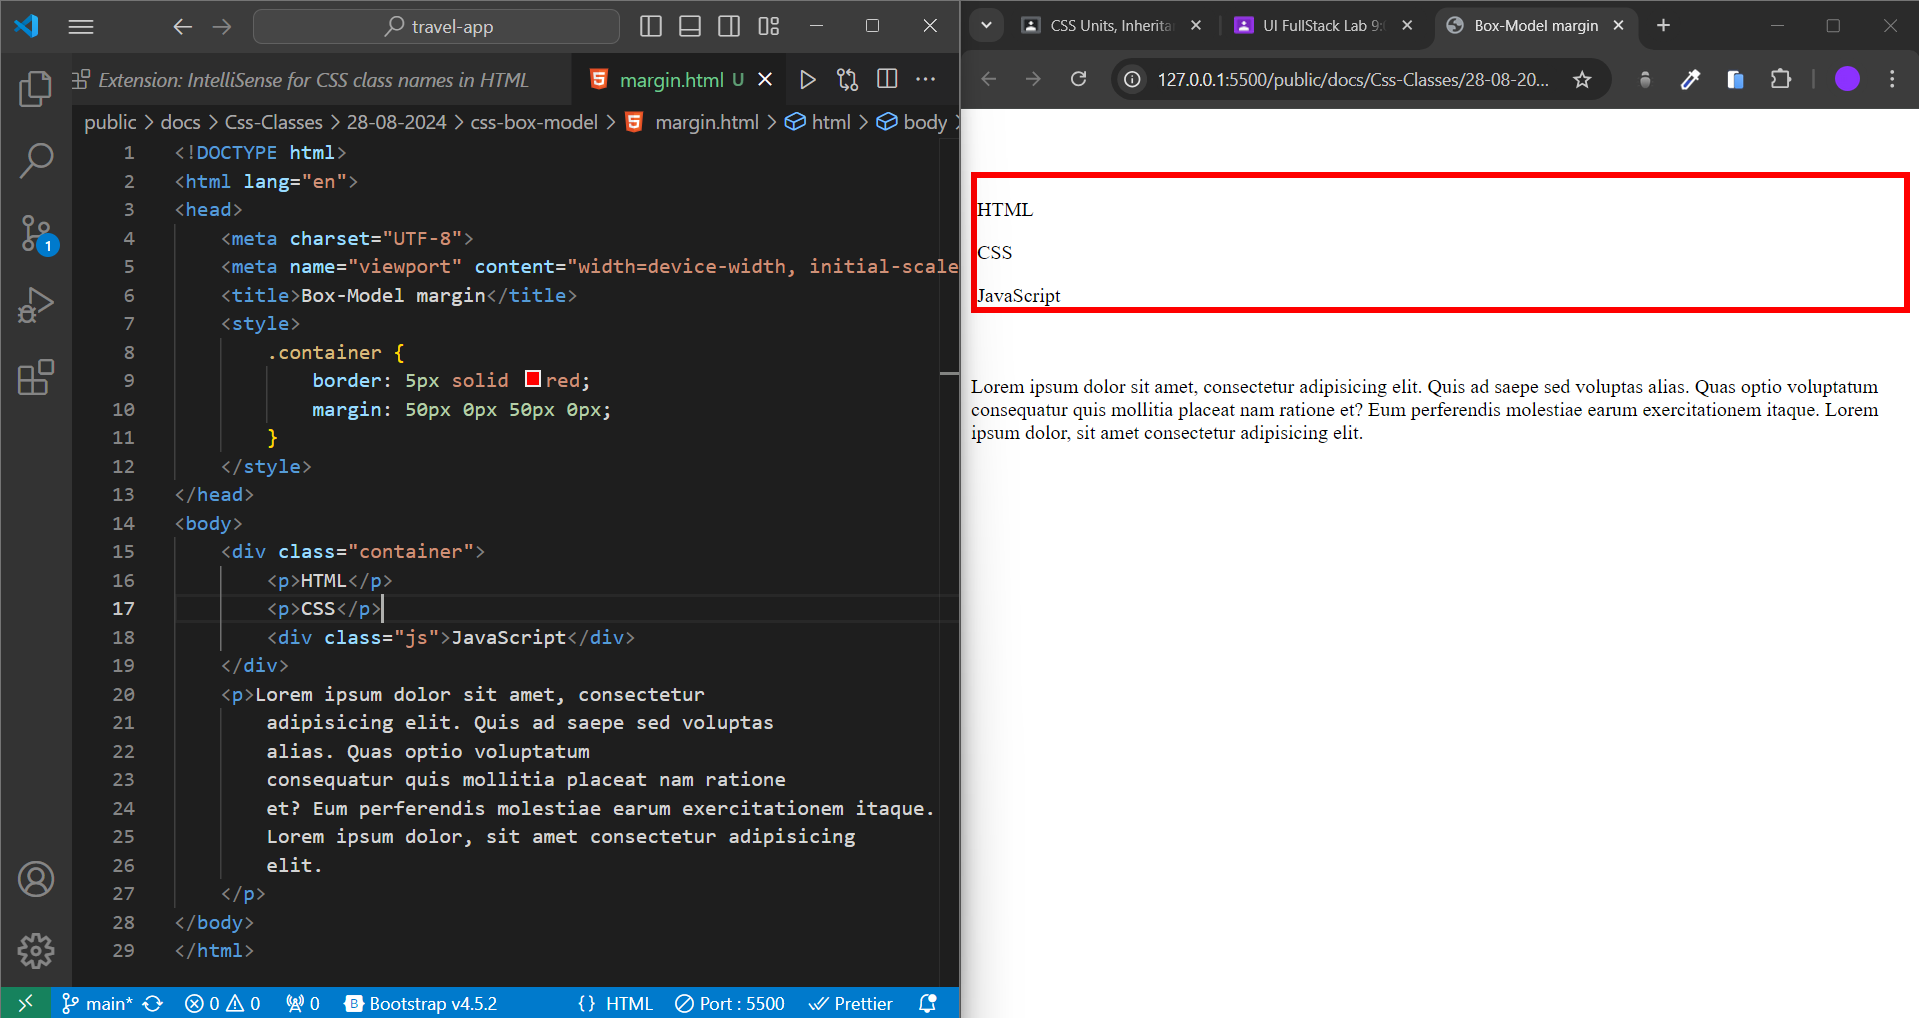 travel-app
Extension: IntelliSense for CSS class names in HTML
margin.html U
public > docs > Css-Classes > 28-08-2024 > css-box-model > margin.html > html > body >
1 <!DOCTYPE html>
2 <html lang="en">
3 <head>
4 <meta charset="UTF-8">
5 <meta name="viewport" content="width=device-width, initial-scale
6 <title>Box-Model margin</title>
7 <style>
8 .container {
9 border: 5px solid red;
10 margin: 50px 0px 50px 0px;
11 }
12 </style>
13 </head>
14 <body>
15 <div class="container">
16 <p>HTML</p>
17 <p>CSS</p>
18 <div class="js">JavaScript</div>
19 </div>
20 <p>Lorem ipsum dolor sit amet, consectetur
21 adipisicing elit. Quis ad saepe sed voluptas
22 alias. Quas optio voluptatum
23 consequatur quis mollitia placeat nam ratione
24 et? Eum perferendis molestiae earum exercitationem itaque.
25 Lorem ipsum dolor, sit amet consectetur adipisicing
26 elit.
27 </p>
28 </body>
29 </html>
1
main* 0 0 0 Bootstrap v4.5.2 {} HTML Port : 5500 Prettier
CSS Units, Inherita
UI FullStack Lab 9:
Box-Model margin
127.0.0.1:5500/public/docs/Css-Classes/28-08-20...
HTML
CSS
JavaScript
Lorem ipsum dolor sit amet, consectetur adipisicing elit. Quis ad saepe sed voluptas alias. Quas optio voluptatum
consequatur quis mollitia placeat nam ratione et? Eum perferendis molestiae earum exercitationem itaque. Lorem
ipsum dolor, sit amet consectetur adipisicing elit.